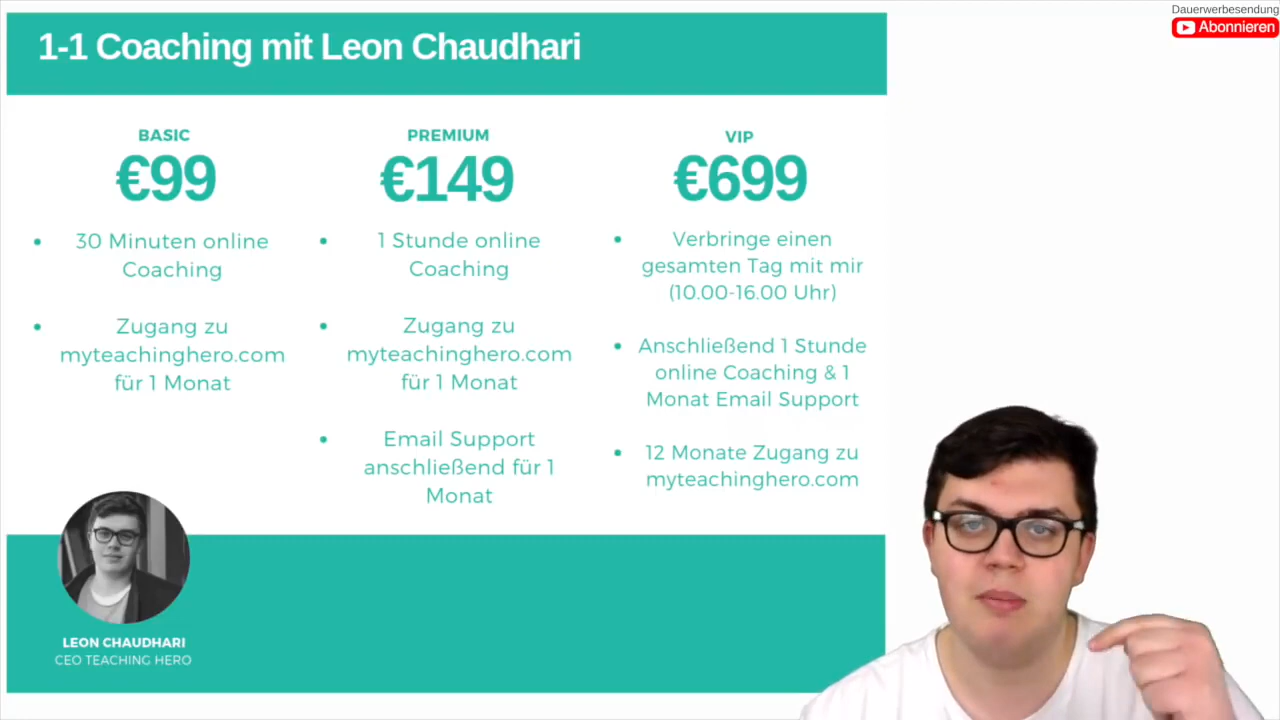 Dauerwerbesendung
Abonnieren
1-1 Coaching mit Leon Chaudhari
BASIC
€99
• 30 Minuten online
Coaching
• Zugang zu
myteachinghero.com
für 1 Monat
PREMIUM
€149
• 1 Stunde online
Coaching
• Zugang zu
myteachinghero.com
für 1 Monat
• Email Support
anschließend für 1
Monat
VIP
€699
• Verbringe einen
gesamten Tag mit mir
(10.00-16.00 Uhr)
• Anschließend 1 Stunde
online Coaching & 1
Monat Email Support
• 12 Monate Zugang zu
myteachinghero.com
LEON CHAUDHARI
CEO TEACHING HERO